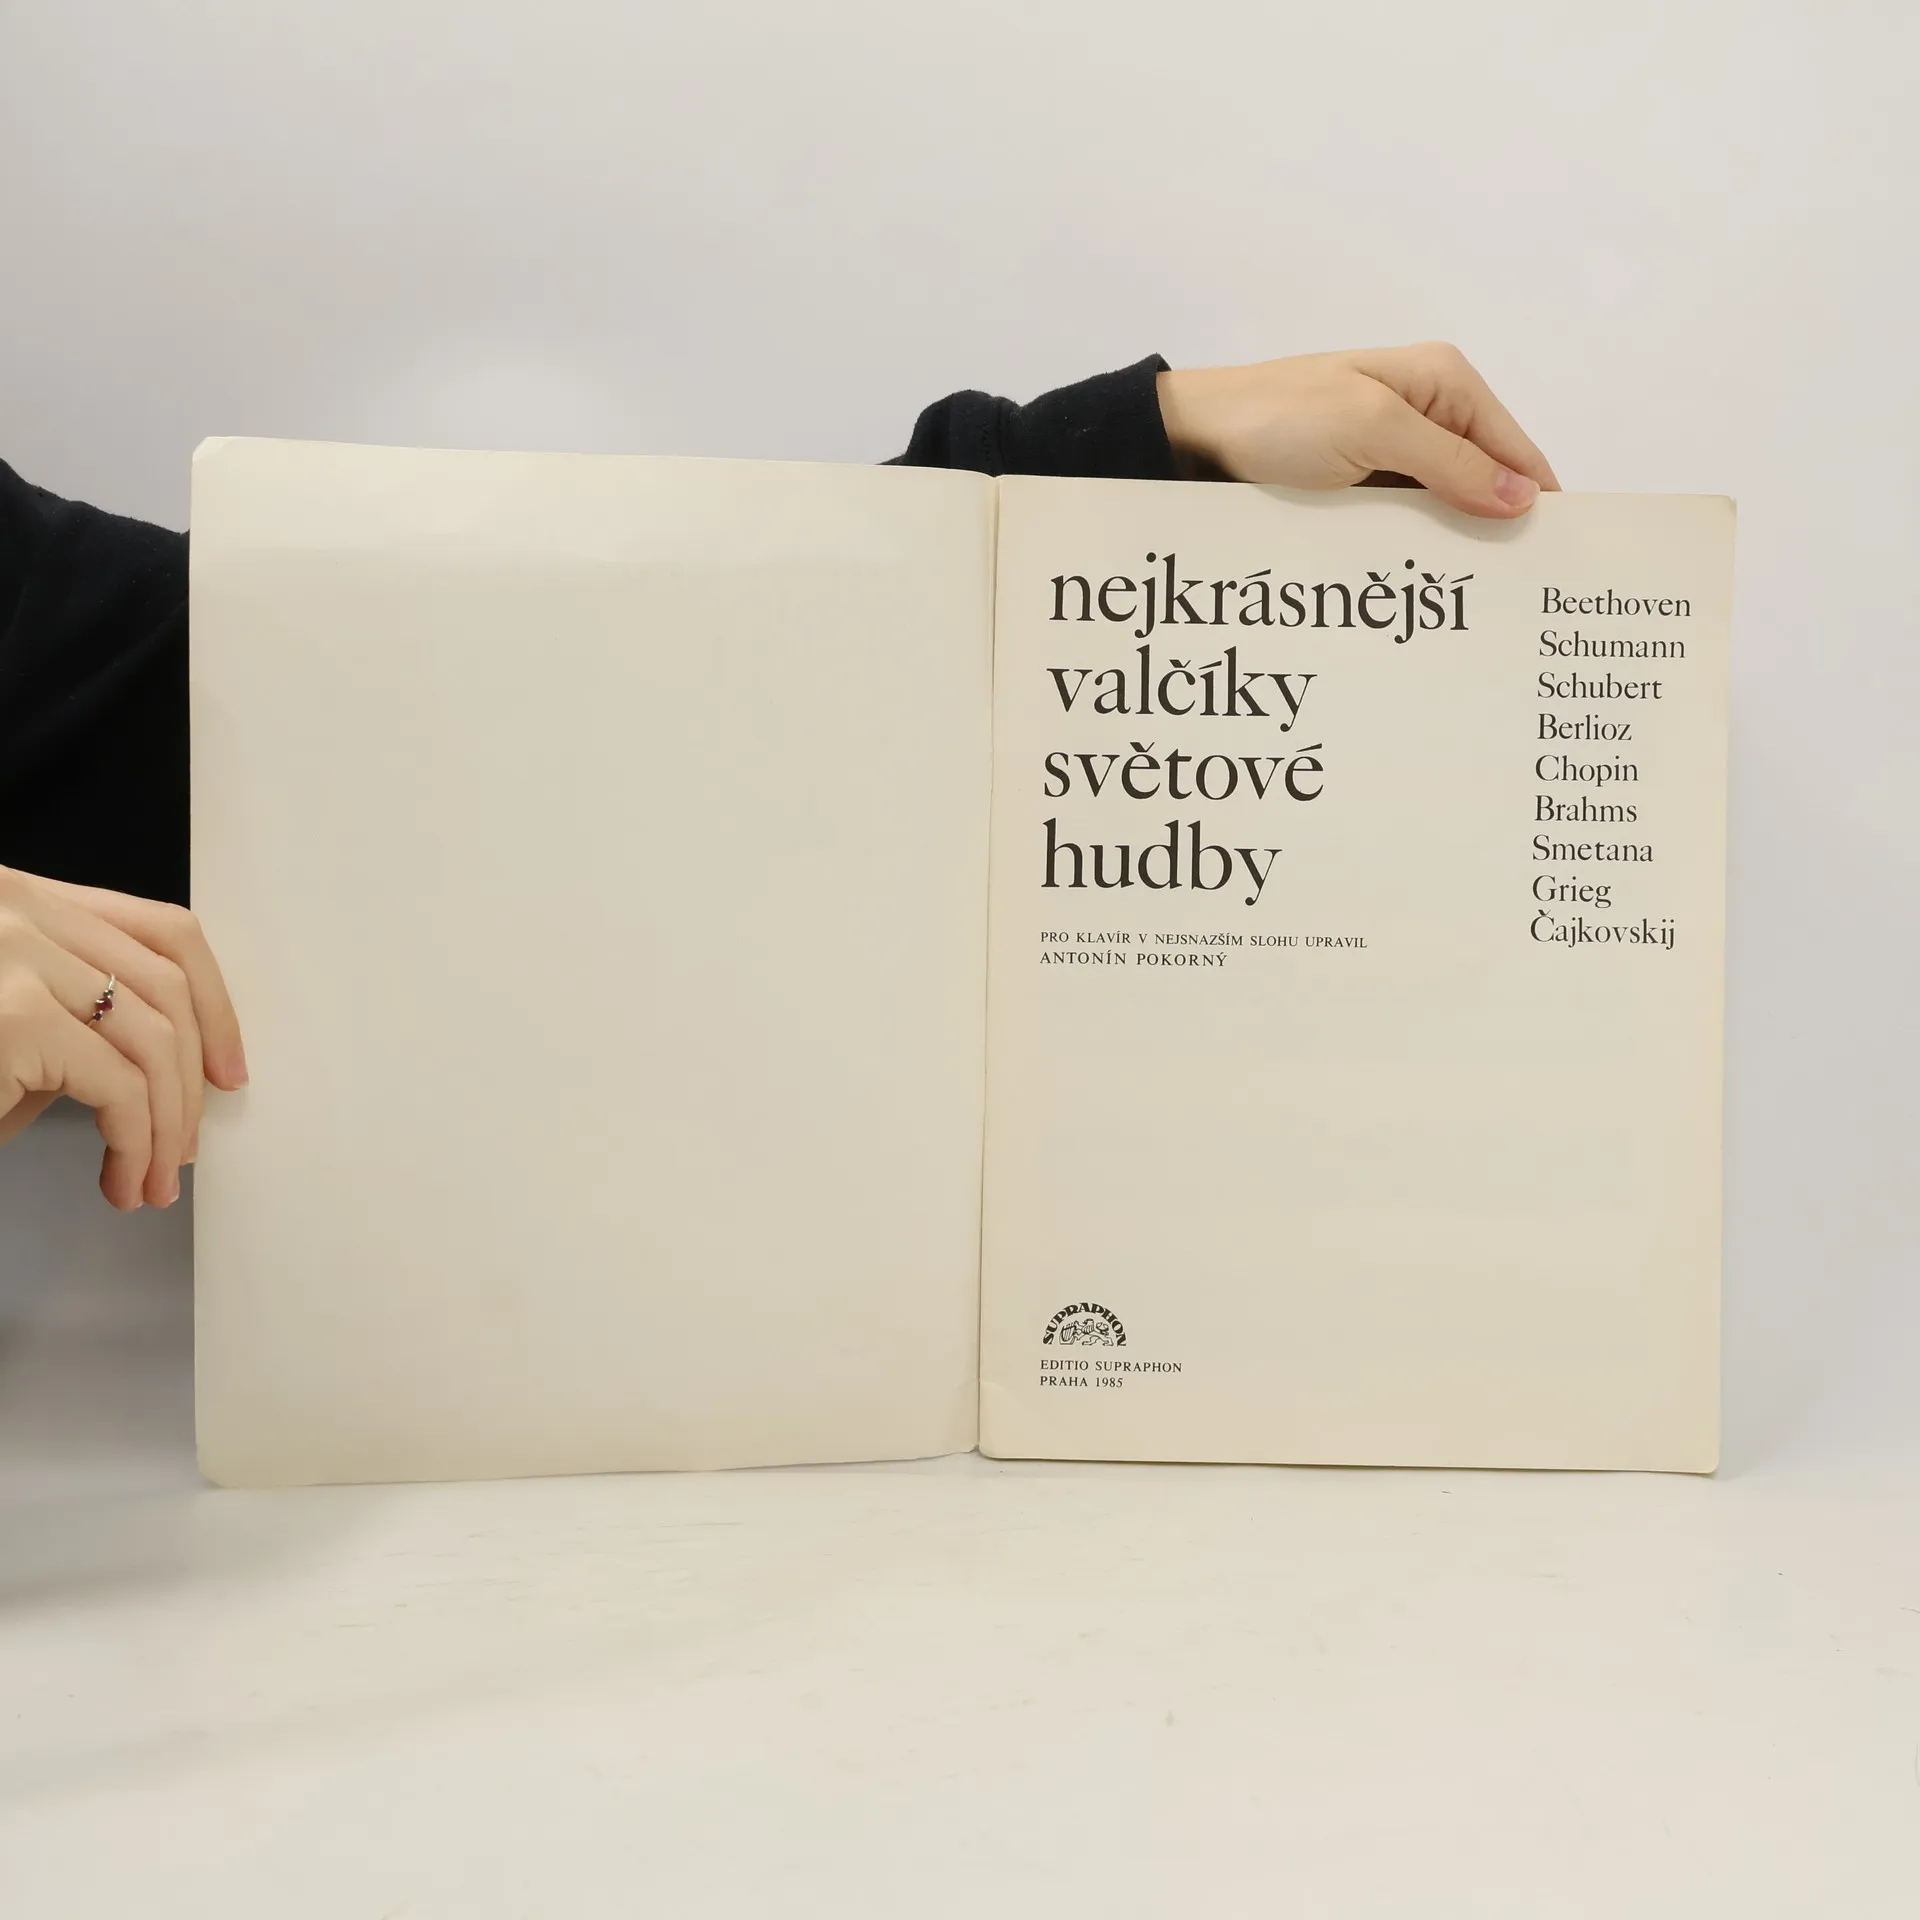 nejkrásnější
valčíky
světové
hudby
PRO KLAVÍR V NEJSNAZŠÍM SLOHU UPRAVIL
ANTONÍN POKORNÝ
Beethoven
Schumann
Schubert
Berlioz
Chopin
Brahms
Smetana
Grieg
Čajkovskij
SUPRAPHON
EDITIO SUPRAPHON
PRAHA 1985